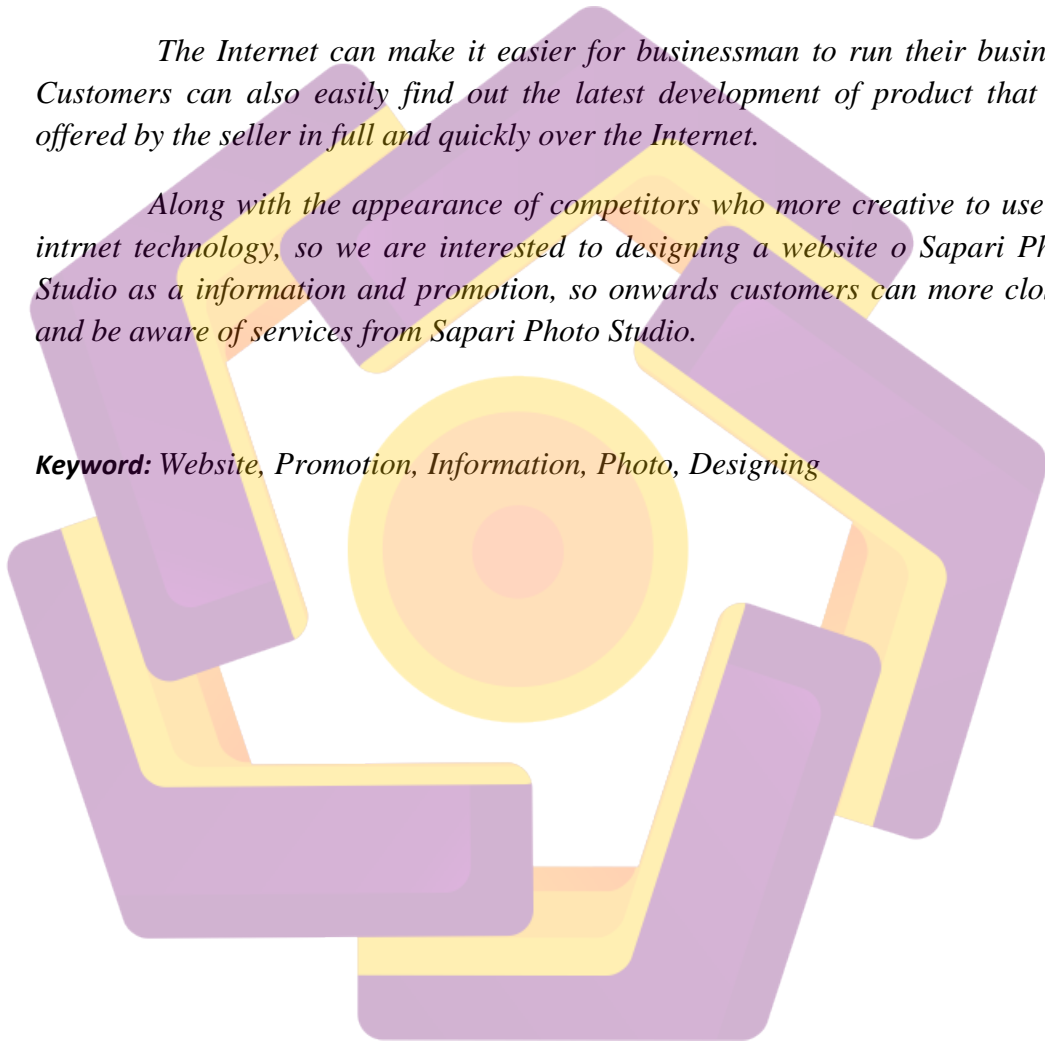 The Internet can make it easier for businessman to run their busin
Customers can also easily find out the latest development of product that
offered by the seller in full and quickly over the Internet.
Along with the appearance of competitors who more creative to use
intrnet technology, so we are interested to designing a website o Sapari Ph
Studio as a information and promotion, so onwards customers can more clo
and be aware of services from Sapari Photo Studio.
Keyword: Website, Promotion, Information, Photo, Designing